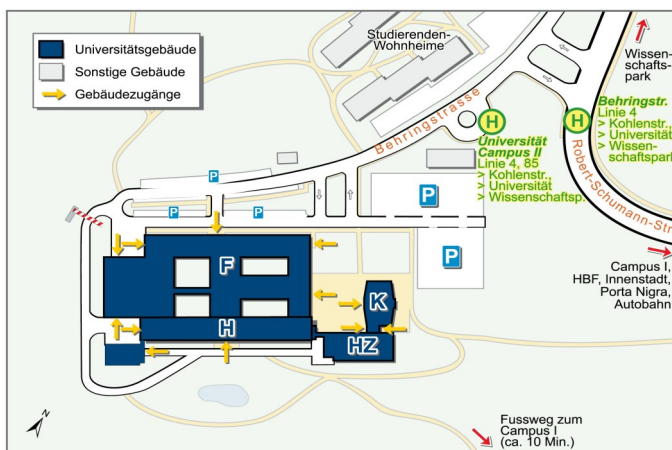 Universitätsgebäude
Sonstige Gebäude
Gebäudezugänge
Studierenden-
Wohnheime
Behringstrasse
Wissen-
schafts-
park
H
Behringstr.
Linie 4
> Kohlenstr.,
> Universität
> Wissen-
schaftspark
H
Universität
Campus II
Linie 4, 85
> Kohlenstr.,
> Universität
> Wissenschaftsp.
Robert-Schumann-Str
P
P
P
P
P
Campus I,
HBF, Innenstadt,
Porta Nigra,
Autobahn
F
K
H
HZ
N
Fussweg zum
Campus I
(ca. 10 Min.)